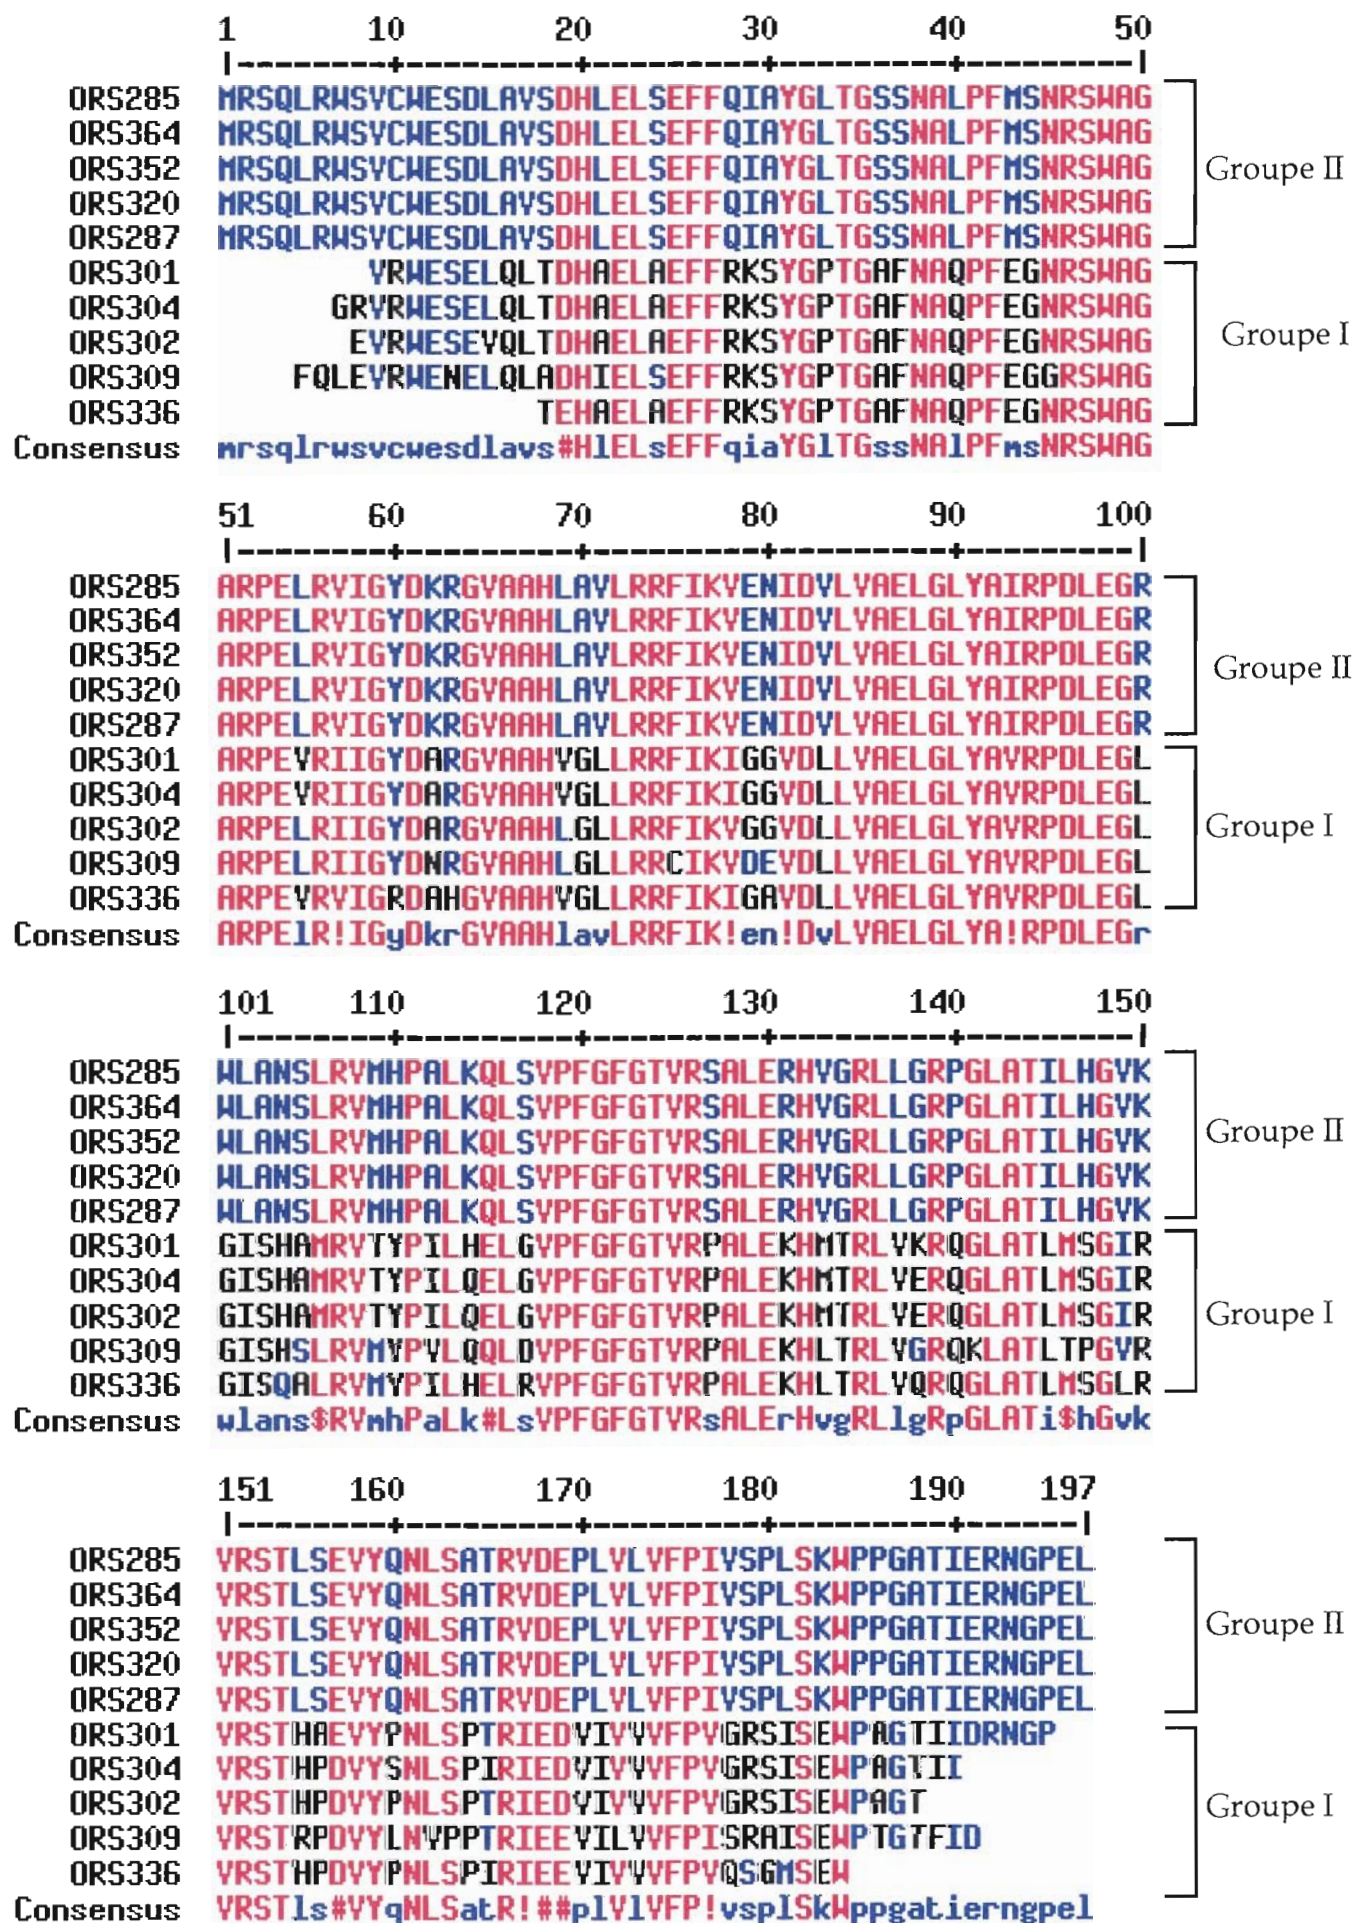 1 10 20 30 40 50
|--------+---------+---------+---------+---------|
ORS285 MRSQLRWSVCWESDLAVSDHLELSEFFQIAYGLTGSSNALPFMSNRSWAG
ORS364 MRSQLRWSVCWESDLAVSDHLELSEFFQIAYGLTGSSNALPFMSNRSWAG
ORS352 MRSQLRWSVCWESDLAVSDHLELSEFFQIAYGLTGSSNALPFMSNRSWAG
Groupe II
ORS320 MRSQLRWSVCWESDLAVSDHLELSEFFQIAYGLTGSSNALPFMSNRSWAG
ORS287 MRSQLRWSVCWESDLAVSDHLELSEFFQIAYGLTGSSNALPFMSNRSWAG
ORS301 VRWESELQLTDHAELAEFFRKSYGPTGAFNAQPFEGNRSWAG
ORS304 GRVRWESELQLTDHAELAEFFRKSYGPTGAFNAQPFEGNRSWAG
ORS302 EVRWESEVQLTDHAELAEFFRKSYGPTGAFNAQPFEGNRSWAG
Groupe I
ORS309 FQLEVRWENELQLADHIELSEFFRKSYGPTGAFNAQPFEGGRSWAG
ORS336 TEHAELAEFFRKSYGPTGAFNAQPFEGNRSWAG
Consensus mrsqlrwsvcwesdlavs#HlELsEFFqiaYGlTGssNAlPFmsNRSWAG
51 60 70 80 90 100
|--------+---------+---------+---------+---------|
ORS285 ARPELRVIGYDKRGVAAHLAVLRRFIKVENIDVLVAELGLYAIRPDLEGR
ORS364 ARPELRVIGYDKRGVAAHLAVLRRFIKVENIDVLVAELGLYAIRPDLEGR
ORS352 ARPELRVIGYDKRGVAAHLAVLRRFIKVENIDVLVAELGLYAIRPDLEGR
Groupe II
ORS320 ARPELRVIGYDKRGVAAHLAVLRRFIKVENIDVLVAELGLYAIRPDLEGR
ORS287 ARPELRVIGYDKRGVAAHLAVLRRFIKVENIDVLVAELGLYAIRPDLEGR
ORS301 ARPEVRIIGYDARGVAAHVGLLRRFIKIGGVDLLVAELGLYAVRPDLEGL
ORS304 ARPEVRIIGYDARGVAAHVGLLRRFIKIGGVDLLVAELGLYAVRPDLEGL
ORS302 ARPELRIIGYDARGVAAHLGLLRRFIKVGGVDLLVAELGLYAVRPDLEGL
Groupe I
ORS309 ARPELRIIGYDNRGVAAHLGLLRRCIKVDEVDLLVAELGLYAVRPDLEGL
ORS336 ARPEVRVIGRDAHGVAAHVGLLRRFIKIGAVDLLVAELGLYAVRPDLEGL
Consensus ARPElR!IGyDkrGVAAHlavLRRFIK!en!DvLVAELGLYA!RPDLEGr
101 110 120 130 140 150
|--------+---------+---------+---------+---------|
ORS285 WLANSLRVMHPALKQLSVPFGFGTVRSALERHVGRLLGRPGLATILHGVK
ORS364 WLANSLRVMHPALKQLSVPFGFGTVRSALERHVGRLLGRPGLATILHGVK
ORS352 WLANSLRVMHPALKQLSVPFGFGTVRSALERHVGRLLGRPGLATILHGVK
Groupe II
ORS320 WLANSLRVMHPALKQLSVPFGFGTVRSALERHVGRLLGRPGLATILHGVK
ORS287 WLANSLRVMHPALKQLSVPFGFGTVRSALERHVGRLLGRPGLATILHGVK
ORS301 GISHAMRVTYPILHELGVPFGFGTVRPALEKHMTRLVKRQGLATLMSGIR
ORS304 GISHAMRVTYPILQELGVPFGFGTVRPALEKHMTRLVERQGLATLMSGIR
ORS302 GISHAMRVTYPILQELGVPFGFGTVRPALEKHMTRLVERQGLATLMSGIR
Groupe I
ORS309 GISHSLRVMYPVLQQLDVPFGFGTVRPALEKHLTRLVGRQKLATLTPGVR
ORS336 GISQALRVMYPILHELRVPFGFGTVRPALEKHLTRLVQRQGLATLMSGLR
Consensus wlans$RVmhPaLk#LsVPFGFGTVRsALErHvgRLlgRpGLATi$hGvk
151 160 170 180 190 197
|--------+---------+---------+---------+------|
ORS285 VRSTLSEVYQNLSATRVDEPLVLVFPIVSPLSKWPPGATIERNGPEL
ORS364 VRSTLSEVYQNLSATRVDEPLVLVFPIVSPLSKWPPGATIERNGPEL
ORS352 VRSTLSEVYQNLSATRVDEPLVLVFPIVSPLSKWPPGATIERNGPEL
Groupe II
ORS320 VRSTLSEVYQNLSATRVDEPLVLVFPIVSPLSKWPPGATIERNGPEL
ORS287 VRSTLSEVYQNLSATRVDEPLVLVFPIVSPLSKWPPGATIERNGPEL
ORS301 VRSTHAEVYPNLSPTRIEDVIVVVFPVGRSISEWPAGTIIDRNGP
ORS304 VRSTHPDVYSNLSPIRIEDVIVVVFPVGRSISEWPAGTII
ORS302 VRSTHPDVYPNLSPTRIEDVIVVVFPVGRSISEWPAGT
Groupe I
ORS309 VRSTRPDVYLNVPPTRIEEVILVVFPISRAISEWPTGTFID
ORS336 VRSTHPDVYPNLSPIRIEEVIVVVFPVQSGMSEW
Consensus VRSTls#VYqNLSatR!##plVlVFP!vsplSkWppgatierngpel